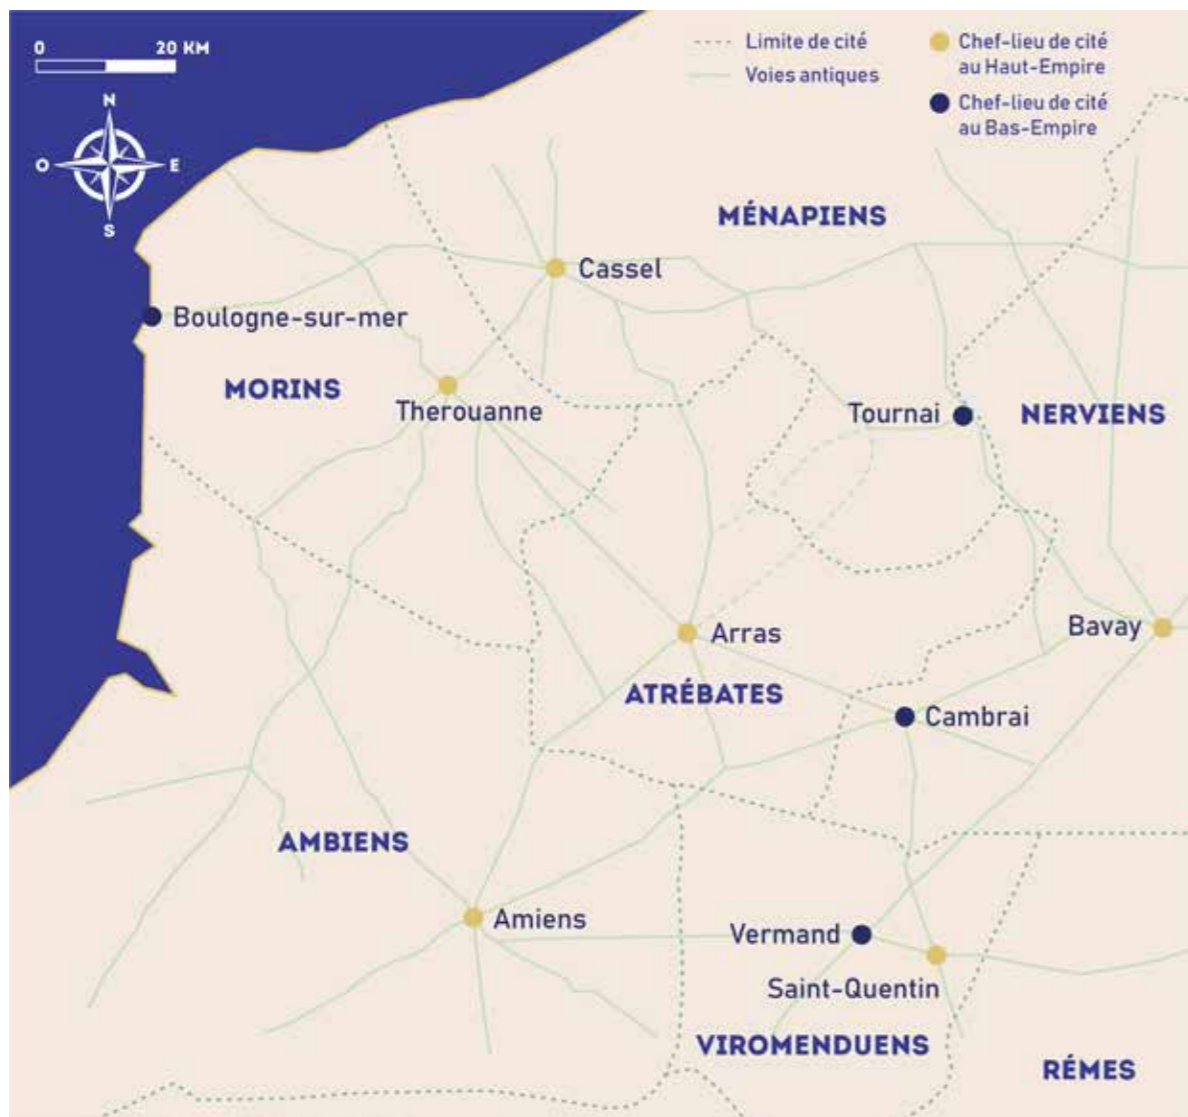 0 20 KM
N
O E
S
Limite de cité
Voies antiques
Chef-lieu de cité
au Haut-Empire
Chef-lieu de cité
au Bas-Empire
MÉNAPIENS
Cassel
Boulogne-sur-mer
MORINS
Therouanne
Tournai
NERVIENS
Arras
Bavay
ATRÉBATES
Cambrai
AMBIENS
Amiens
Vermand
Saint-Quentin
VIROMENDUENS
RÉMES